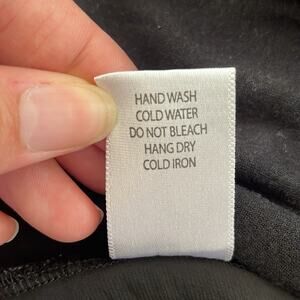 HAND WASH
COLD WATER
DO NOT BLEACH
HANG DRY
COLD IRON